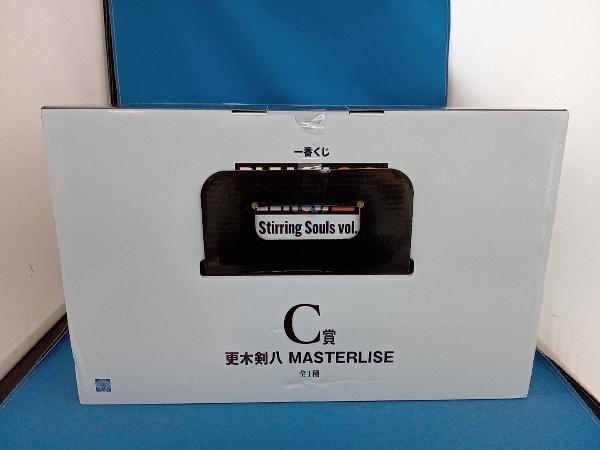 一番くじ
Stirring Souls vol.
C賞
更木剣八 MASTERLISE
全1種